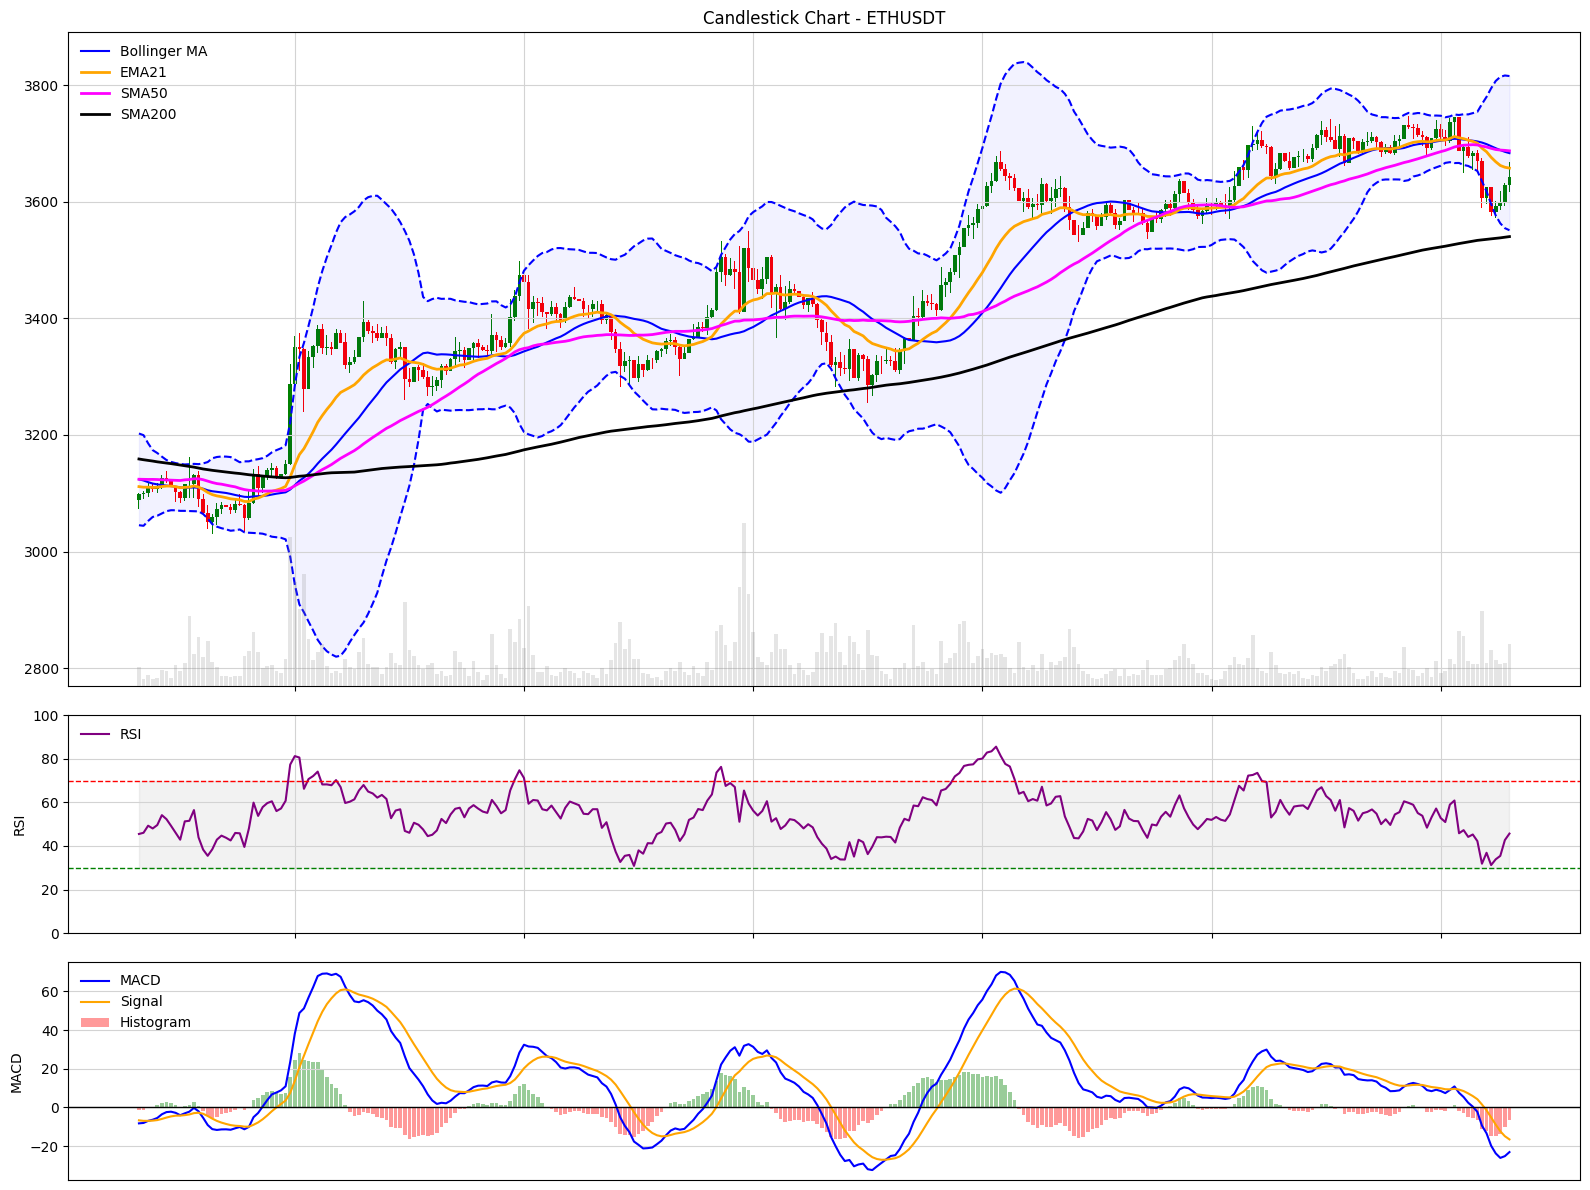 Candlestick Chart - ETHUSDT
Bollinger MA
EMA21
SMA50
SMA200
3800
3600
3400
3200
3000
2800
RSI
100
80
60
40
20
0
RSI
MACD
Signal
Histogram
60
40
20
0
−20
MACD